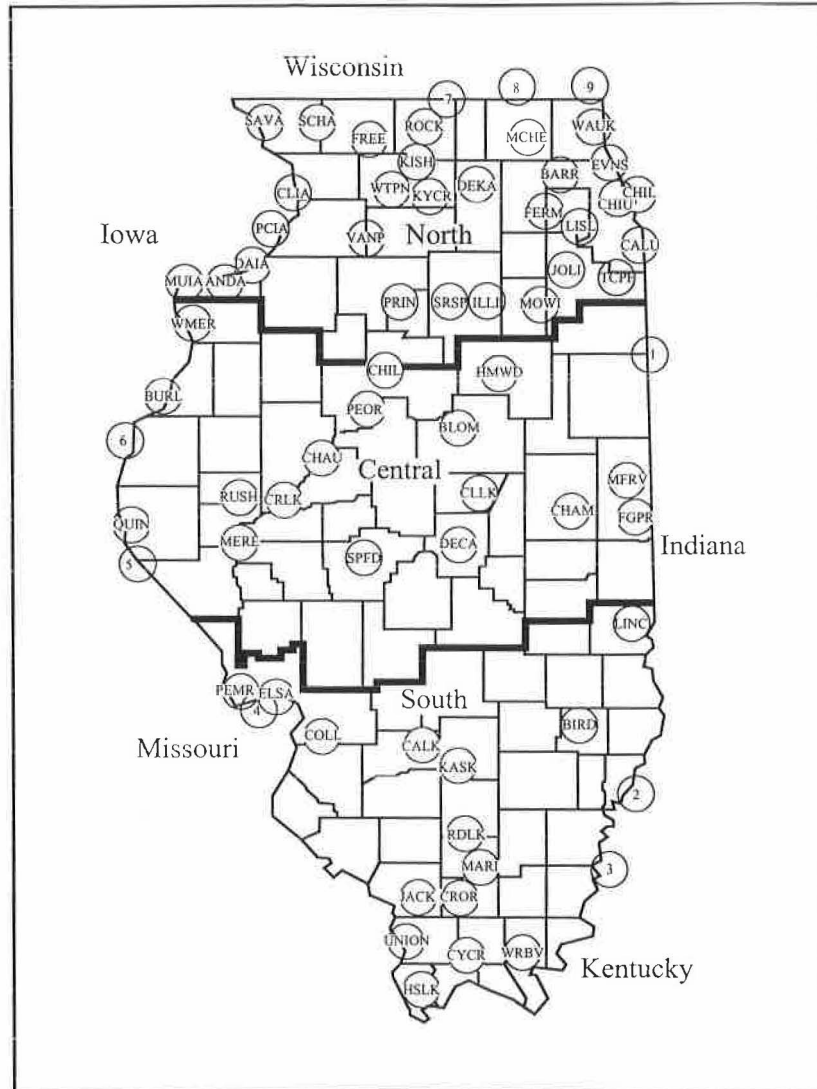 Wisconsin
7
8
9
SAVA
SCHA
FREE
ROCK
MCHE
WAUK
KISH
EVNS
BARR
CLIA
WTPN
KYCR
DEKA
CHIL
CHIU
FERM
LISL
Iowa
PCIA
VANP
North
CALU
DAIA
JOLI
TCPF
MUIA
ANDA
PRIN
SRSP
ILLI
MOWI
WMER
1
CHIL
HMWD
BURL
PEOR
BLOM
6
CHAU
Central
MFRV
RUSH
CRLK
CLLK
CHAM
FGPR
QUIN
MERE
SPFD
DECA
Indiana
5
LINC
PEMR
ELSA
4
South
Missouri
COLL
CALK
BIRD
KASK
2
RDLK
MARI
3
JACK
CROR
UNION
CYCR
WRBV
Kentucky
HSLK